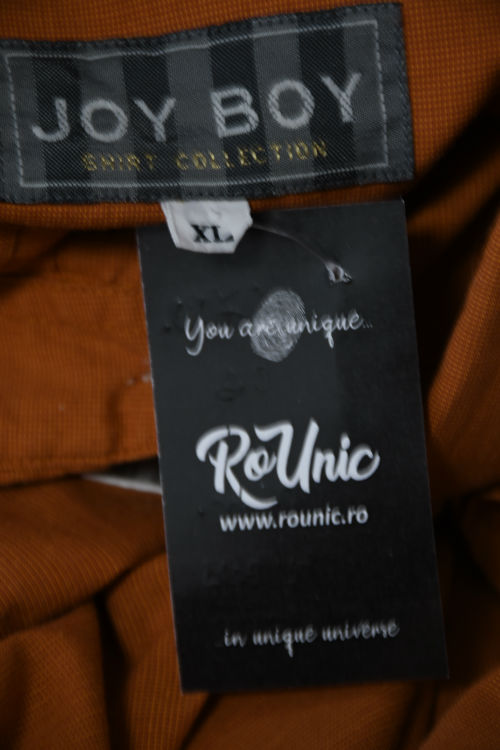 JOY BOY
SHIRT COLLECTION
XL
You are unique...
RoUnic
www.rounic.ro
...in unique universe